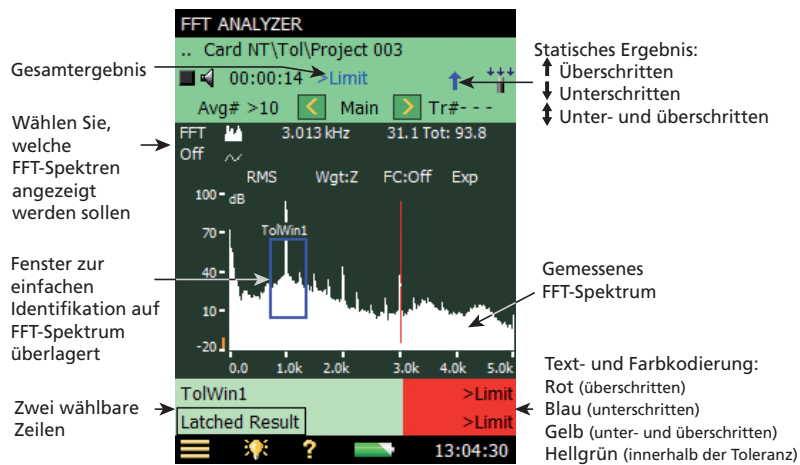 FFT ANALYZER
.. Card NT\Tol\Project 003
00:00:14 >Limit
Avg# >10 < Main > Tr#- - -
FFT 3.013 kHz 31.1 Tot: 93.8
Off
RMS Wgt:Z FC:Off Exp
100
dB
70
TolWin1
40
10
-20
0.0 1.0k 2.0k 3.0k 4.0k 5.0k
TolWin1 >Limit
Latched Result >Limit
? 13:04:30
Gesamtergebnis
Wählen Sie,
welche
FFT-Spektren
angezeigt
werden sollen
Fenster zur
einfachen
Identifikation auf
FFT-Spektrum
überlagert
Zwei wählbare
Zeilen
Statisches Ergebnis:
Überschritten
Unterschritten
Unter- und überschritten
Gemessenes
FFT-Spektrum
Text- und Farbkodierung:
Rot (überschritten)
Blau (unterschritten)
Gelb (unter- und überschritten)
Hellgrün (innerhalb der Toleranz)